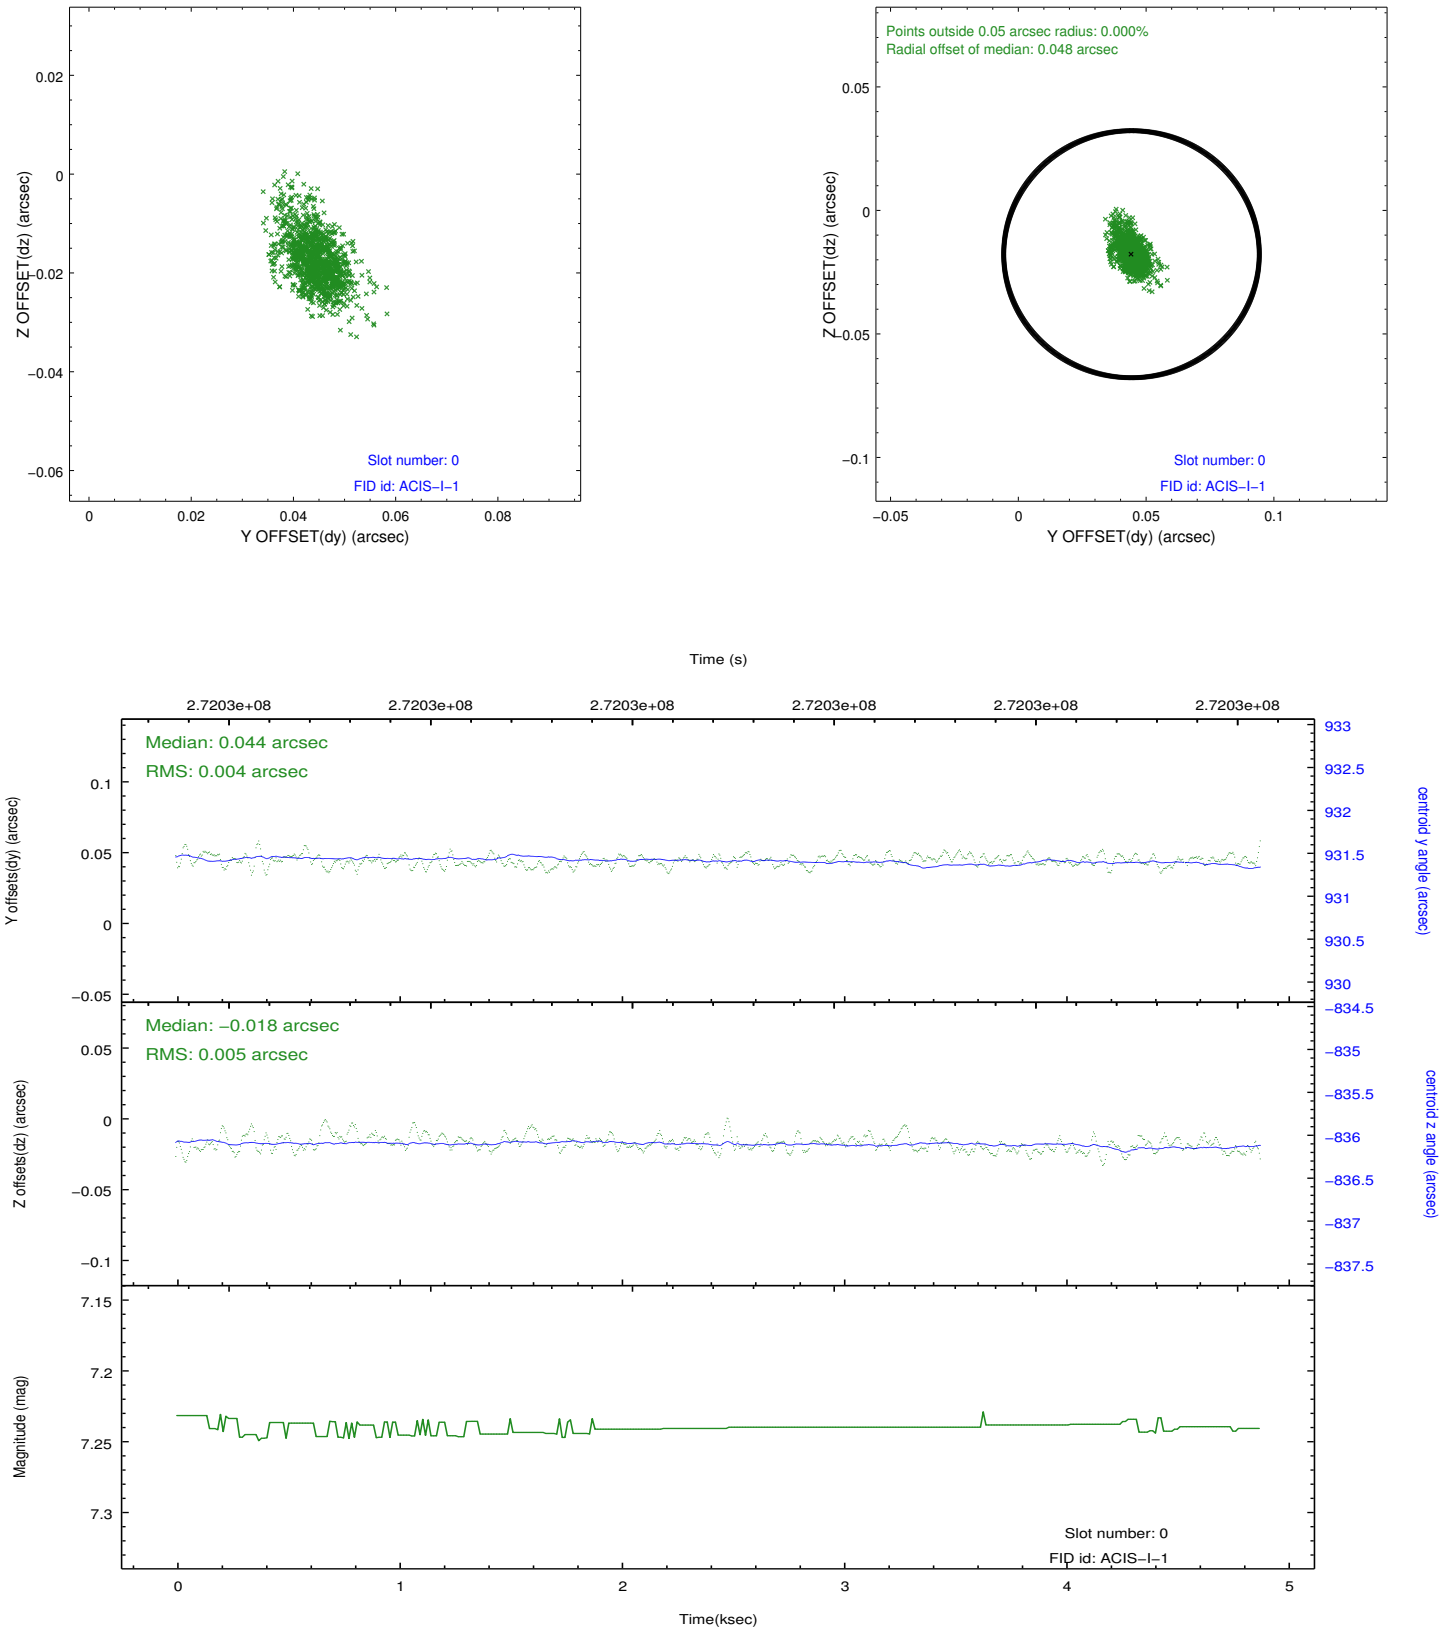 Points outside 0.05 arcsec radius: 0.000%
Radial offset of median: 0.048 arcsec
0.02
0
−0.02
−0.04
−0.06
Z OFFSET(dz) (arcsec)
Slot number: 0
FID id: ACIS−I−1
0
0.02
0.04
0.06
0.08
Y OFFSET(dy) (arcsec)
0.05
0
−0.05
−0.1
Z OFFSET(dz) (arcsec)
Slot number: 0
FID id: ACIS−I−1
−0.05
0
0.05
0.1
Y OFFSET(dy) (arcsec)
Time (s)
2.7203e+08
2.7203e+08
2.7203e+08
2.7203e+08
2.7203e+08
2.7203e+08
Median: 0.044 arcsec
RMS: 0.004 arcsec
0.1
0.05
0
−0.05
Y offsets(dy) (arcsec)
933
932.5
932
931.5
931
930.5
930
centroid y angle (arcsec)
Median: −0.018 arcsec
RMS: 0.005 arcsec
0.05
0
−0.05
−0.1
Z offsets(dz) (arcsec)
−834.5
−835
−835.5
−836
−836.5
−837
−837.5
centroid z angle (arcsec)
7.15
7.2
7.25
7.3
Magnitude (mag)
Slot number: 0
FID id: ACIS−I−1
0
1
2
3
4
5
Time(ksec)